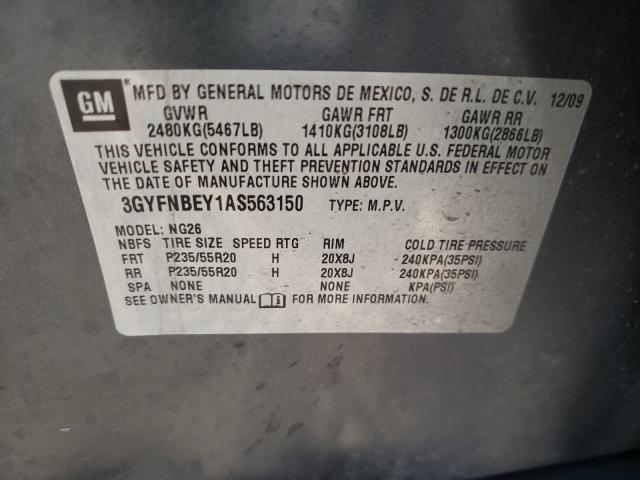 GM ® MFD BY GENERAL MOTORS DE MEXICO, S. DE R.L. DE C.V. 12/09
GVWR GAWR FRT GAWR RR
2480KG(5467LB) 1410KG(3108LB) 1300KG(2866LB)
THIS VEHICLE CONFORMS TO ALL APPLICABLE U.S. FEDERAL MOTOR
VEHICLE SAFETY AND THEFT PREVENTION STANDARDS IN EFFECT ON
THE DATE OF MANUFACTURE SHOWN ABOVE.
3GYFNBEY1AS563150 TYPE: M.P.V.
MODEL: NG26
NBFS TIRE SIZE SPEED RTG RIM COLD TIRE PRESSURE
FRT P235/55R20 H 20X8J 240KPA(35PSI)
RR P235/55R20 H 20X8J 240KPA(35PSI)
SPA NONE NONE KPA(PSI)
SEE OWNER'S MANUAL FOR MORE INFORMATION.